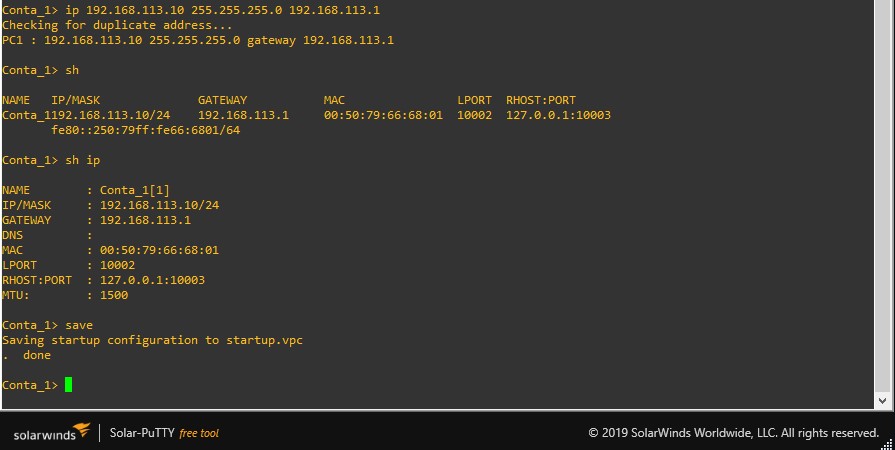 Conta_1> ip 192.168.113.10 255.255.255.0 192.168.113.1
Checking for duplicate address...
PC1 : 192.168.113.10 255.255.255.0 gateway 192.168.113.1
Conta_1> sh
NAME   IP/MASK              GATEWAY           MAC                LPORT  RHOST:PORT
Conta_1192.168.113.10/24    192.168.113.1     00:50:79:66:68:01  10002  127.0.0.1:10003
       fe80::250:79ff:fe66:6801/64
Conta_1> sh ip
NAME        : Conta_1[1]
IP/MASK     : 192.168.113.10/24
GATEWAY     : 192.168.113.1
DNS         :
MAC         : 00:50:79:66:68:01
LPORT       : 10002
RHOST:PORT  : 127.0.0.1:10003
MTU:        : 1500
Conta_1> save
Saving startup configuration to startup.vpc
.  done
Conta_1>
solarwinds Solar-PuTTY free tool © 2019 SolarWinds Worldwide, LLC. All rights reserved.